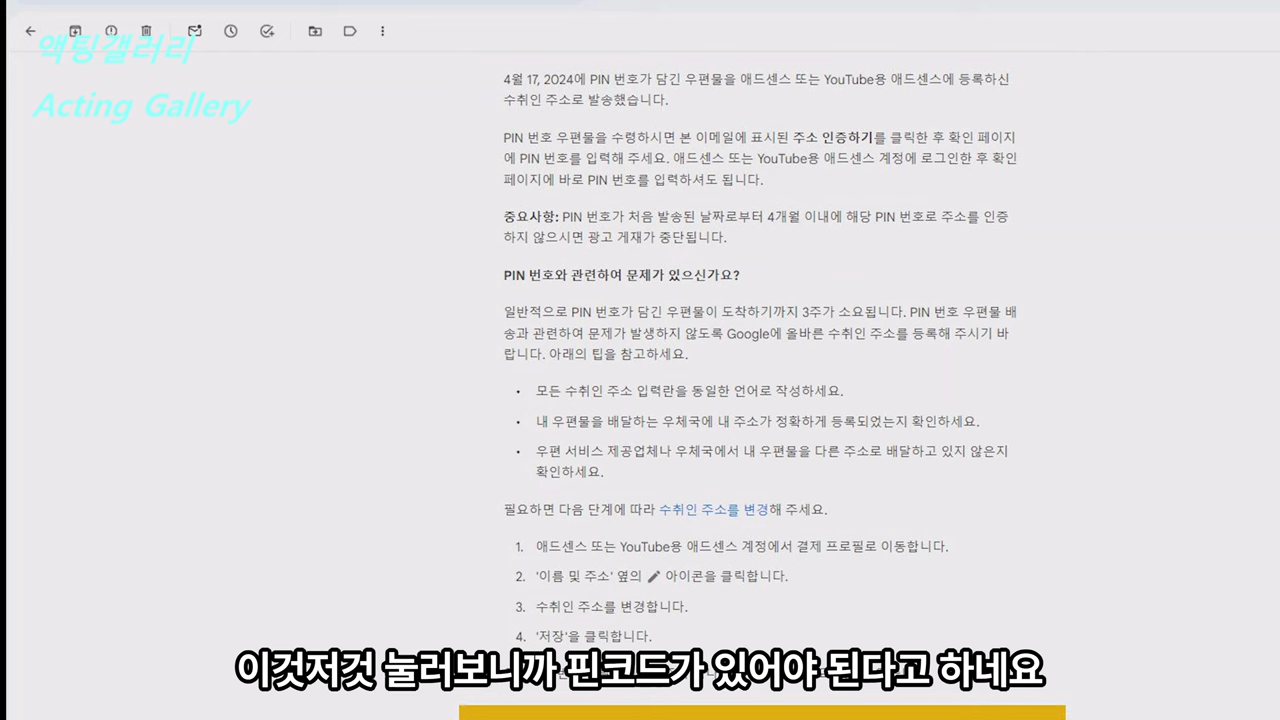 액팅갤러리
Acting Gallery
4월 17, 2024에 PIN 번호가 담긴 우편물을 애드센스 또는 YouTube용 애드센스에 등록하신
수취인 주소로 발송했습니다.
PIN 번호 우편물을 수령하시면 본 이메일에 표시된 주소 인증하기를 클릭한 후 확인 페이지
에 PIN 번호를 입력해 주세요. 애드센스 또는 YouTube용 애드센스 계정에 로그인한 후 확인
페이지에 바로 PIN 번호를 입력하셔도 됩니다.
중요사항: PIN 번호가 처음 발송된 날짜로부터 4개월 이내에 해당 PIN 번호로 주소를 인증
하지 않으시면 광고 게재가 중단됩니다.
PIN 번호와 관련하여 문제가 있으신가요?
일반적으로 PIN 번호가 담긴 우편물이 도착하기까지 3주가 소요됩니다. PIN 번호 우편물 배
송과 관련하여 문제가 발생하지 않도록 Google에 올바른 수취인 주소를 등록해 주시기 바
랍니다. 아래의 팁을 참고하세요.
• 모든 수취인 주소 입력란을 동일한 언어로 작성하세요.
• 내 우편물을 배달하는 우체국에 내 주소가 정확하게 등록되었는지 확인하세요.
• 우편 서비스 제공업체나 우체국에서 내 우편물을 다른 주소로 배달하고 있지 않은지
확인하세요.
필요하면 다음 단계에 따라 수취인 주소를 변경해 주세요.
1. 애드센스 또는 YouTube용 애드센스 계정에서 결제 프로필로 이동합니다.
2. '이름 및 주소' 옆의 아이콘을 클릭합니다.
3. 수취인 주소를 변경합니다.
4. '저장'을 클릭합니다.
이것저것 눌러보니까 핀코드가 있어야 된다고 하네요